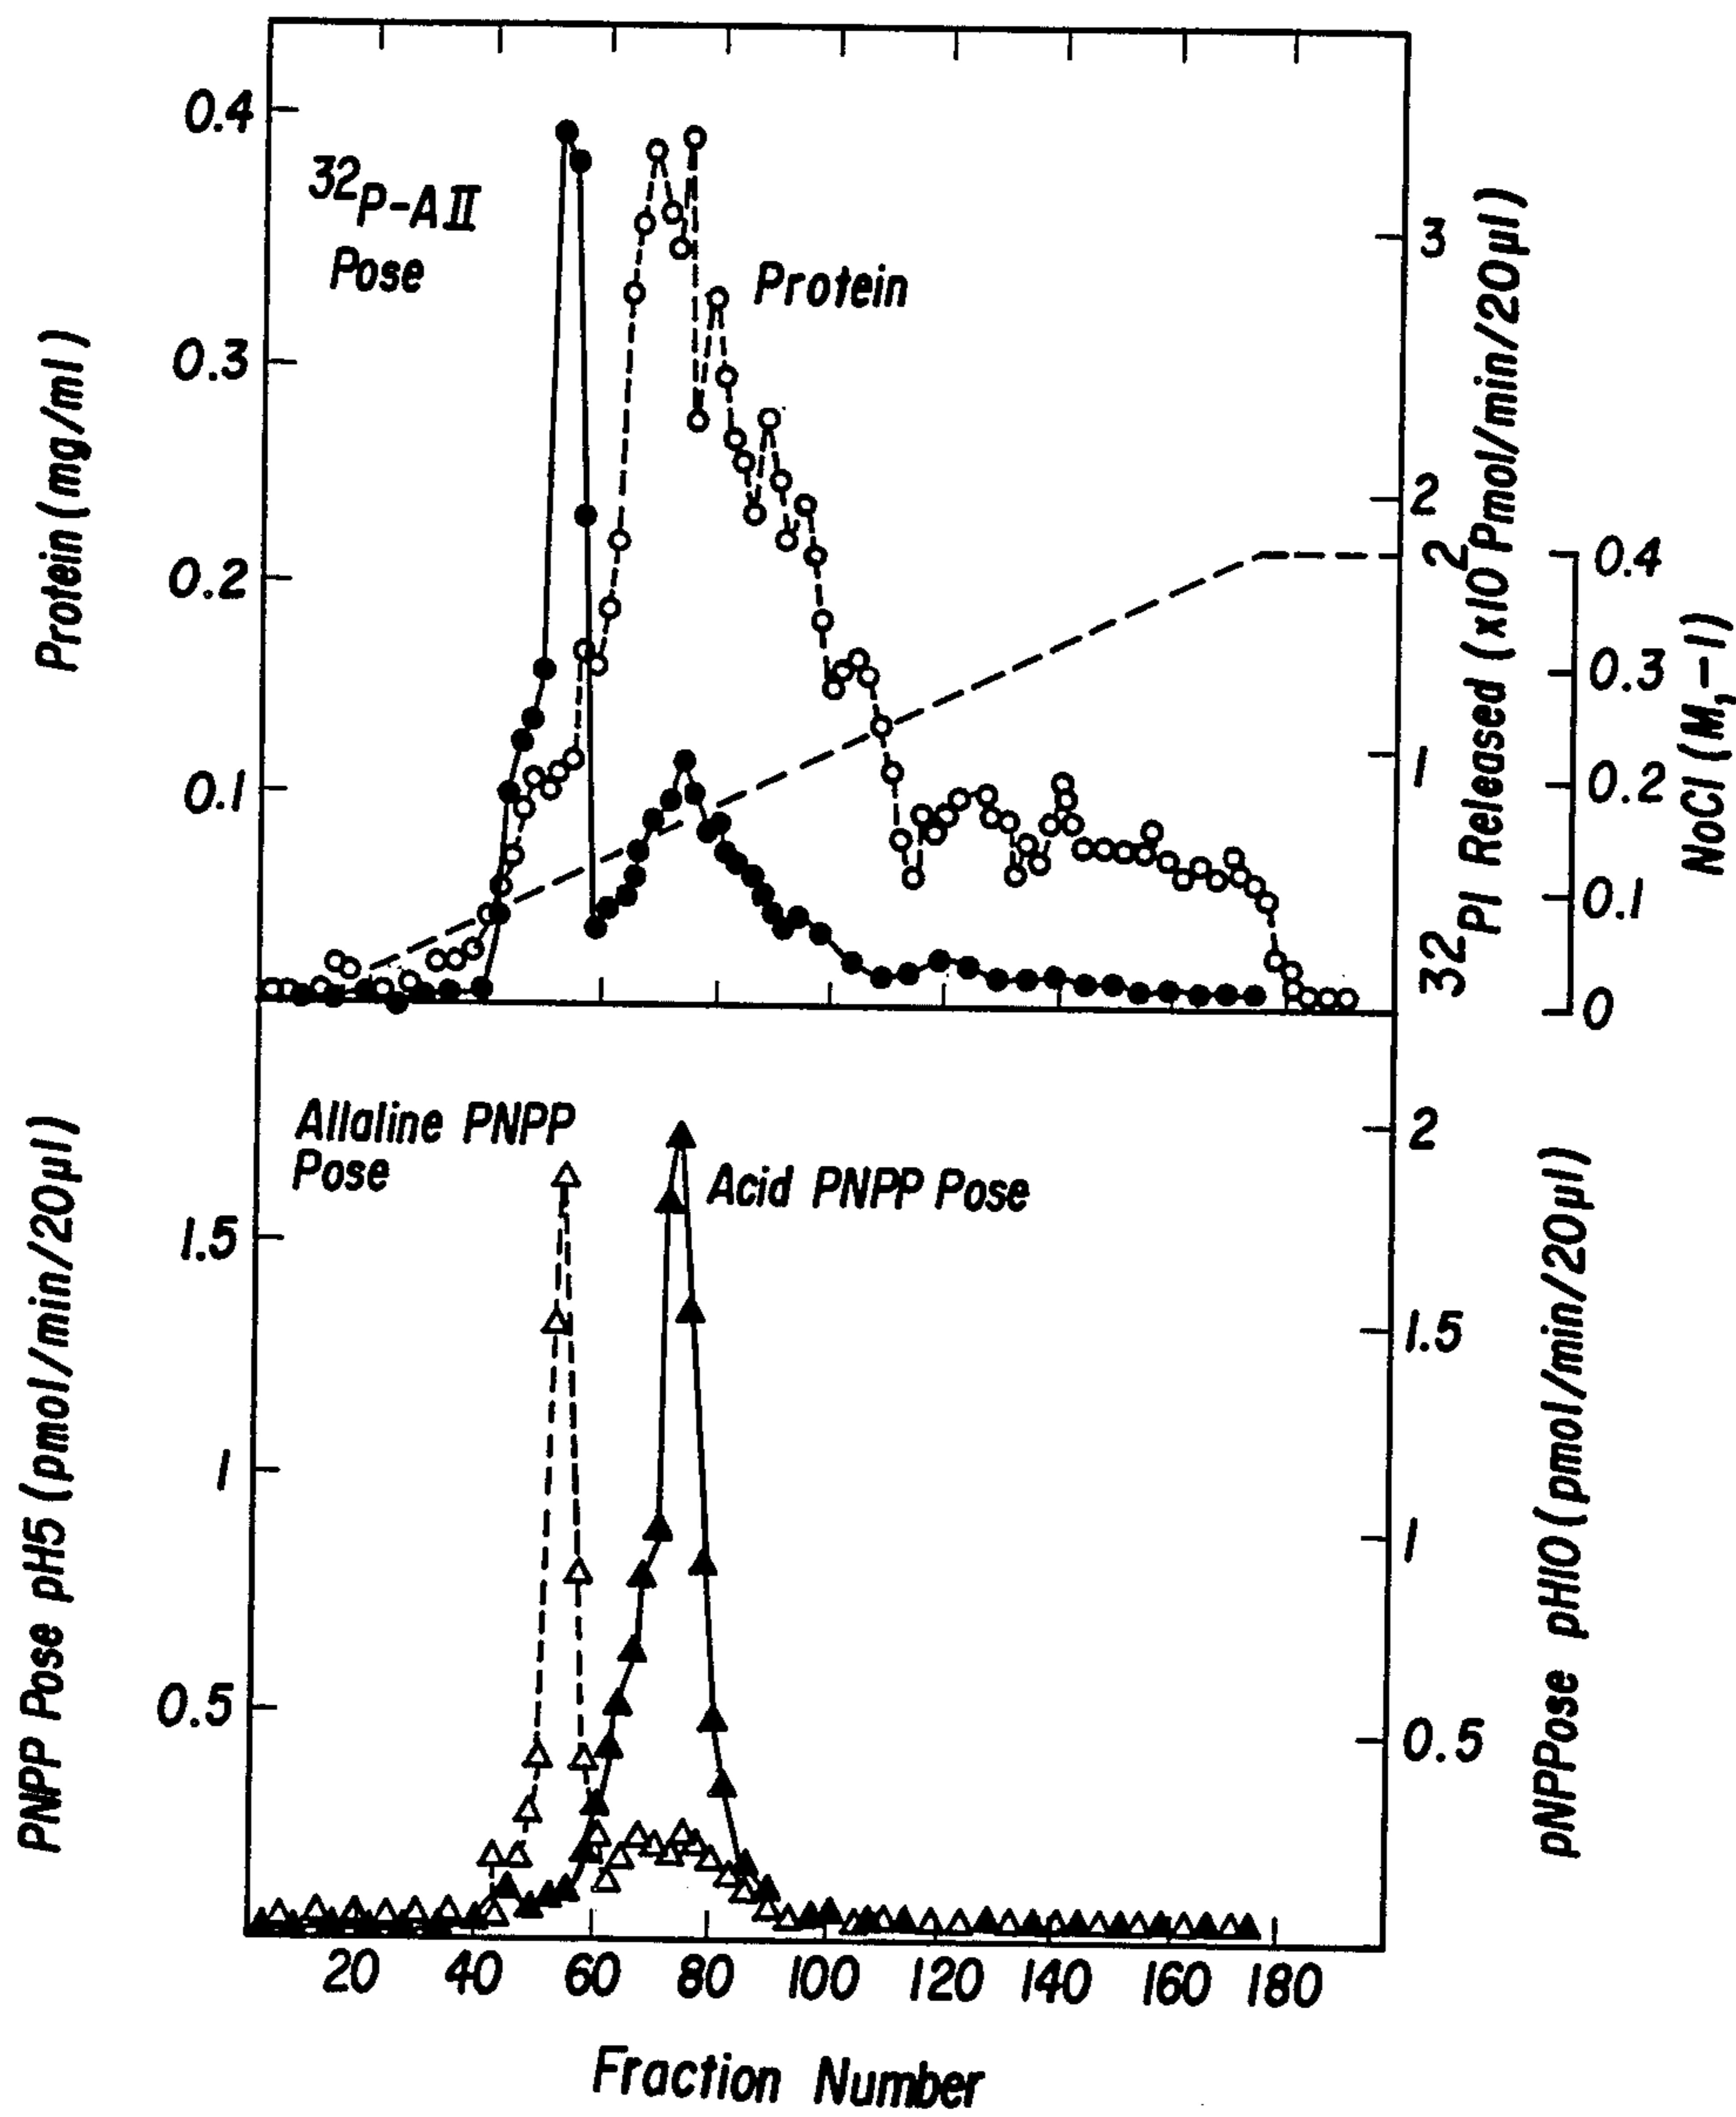 0.4
0.3
0.2
0.1
Protein (mg/ml)
32P-AII
Pose
Protein
3
2
1
32PI Released (x10 2 Pmol/min/20µl)
0.4
0.3
0.2
0.1
0
NoCl (M,-1)
Allaline PNPP
Pose
Acid PNPP Pose
1.5
1
0.5
PNPP Pose pH5 (pmol/min/20µl)
2
1.5
1
0.5
pNPPose pH10 (pmol/min/20µl)
20 40 60 80 100 120 140 160 180
Fraction Number